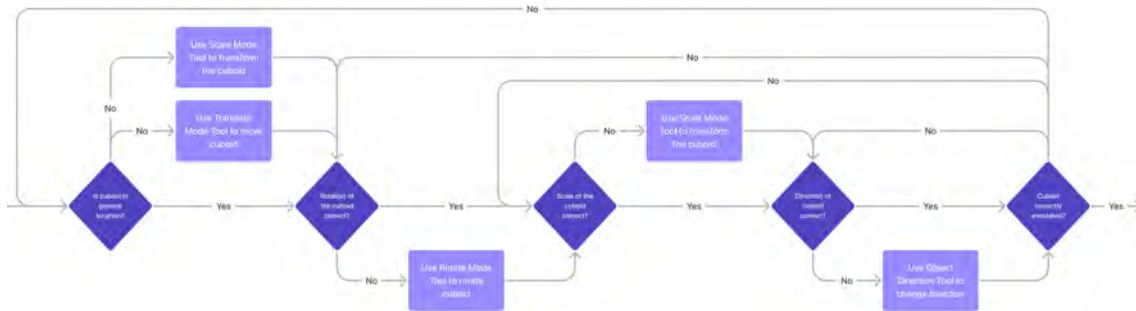 No
Use Scale Mode
Tool to transform
the cuboid
No
No
No
Use Translate
Mode Tool to move
cuboid
No
Use Scale Mode
Tool to transform
the cuboid
No
No
Is cuboid in
general
location?
Yes
Rotation of
the cuboid
correct?
Yes
Scale of the
cuboid
correct?
Yes
Direction of
cuboid
correct?
Yes
Cuboid
correctly
annotated?
Yes
No
Use Rotate Mode
Tool to rotate
cuboid
No
Use Object
Direction Tool to
change direction